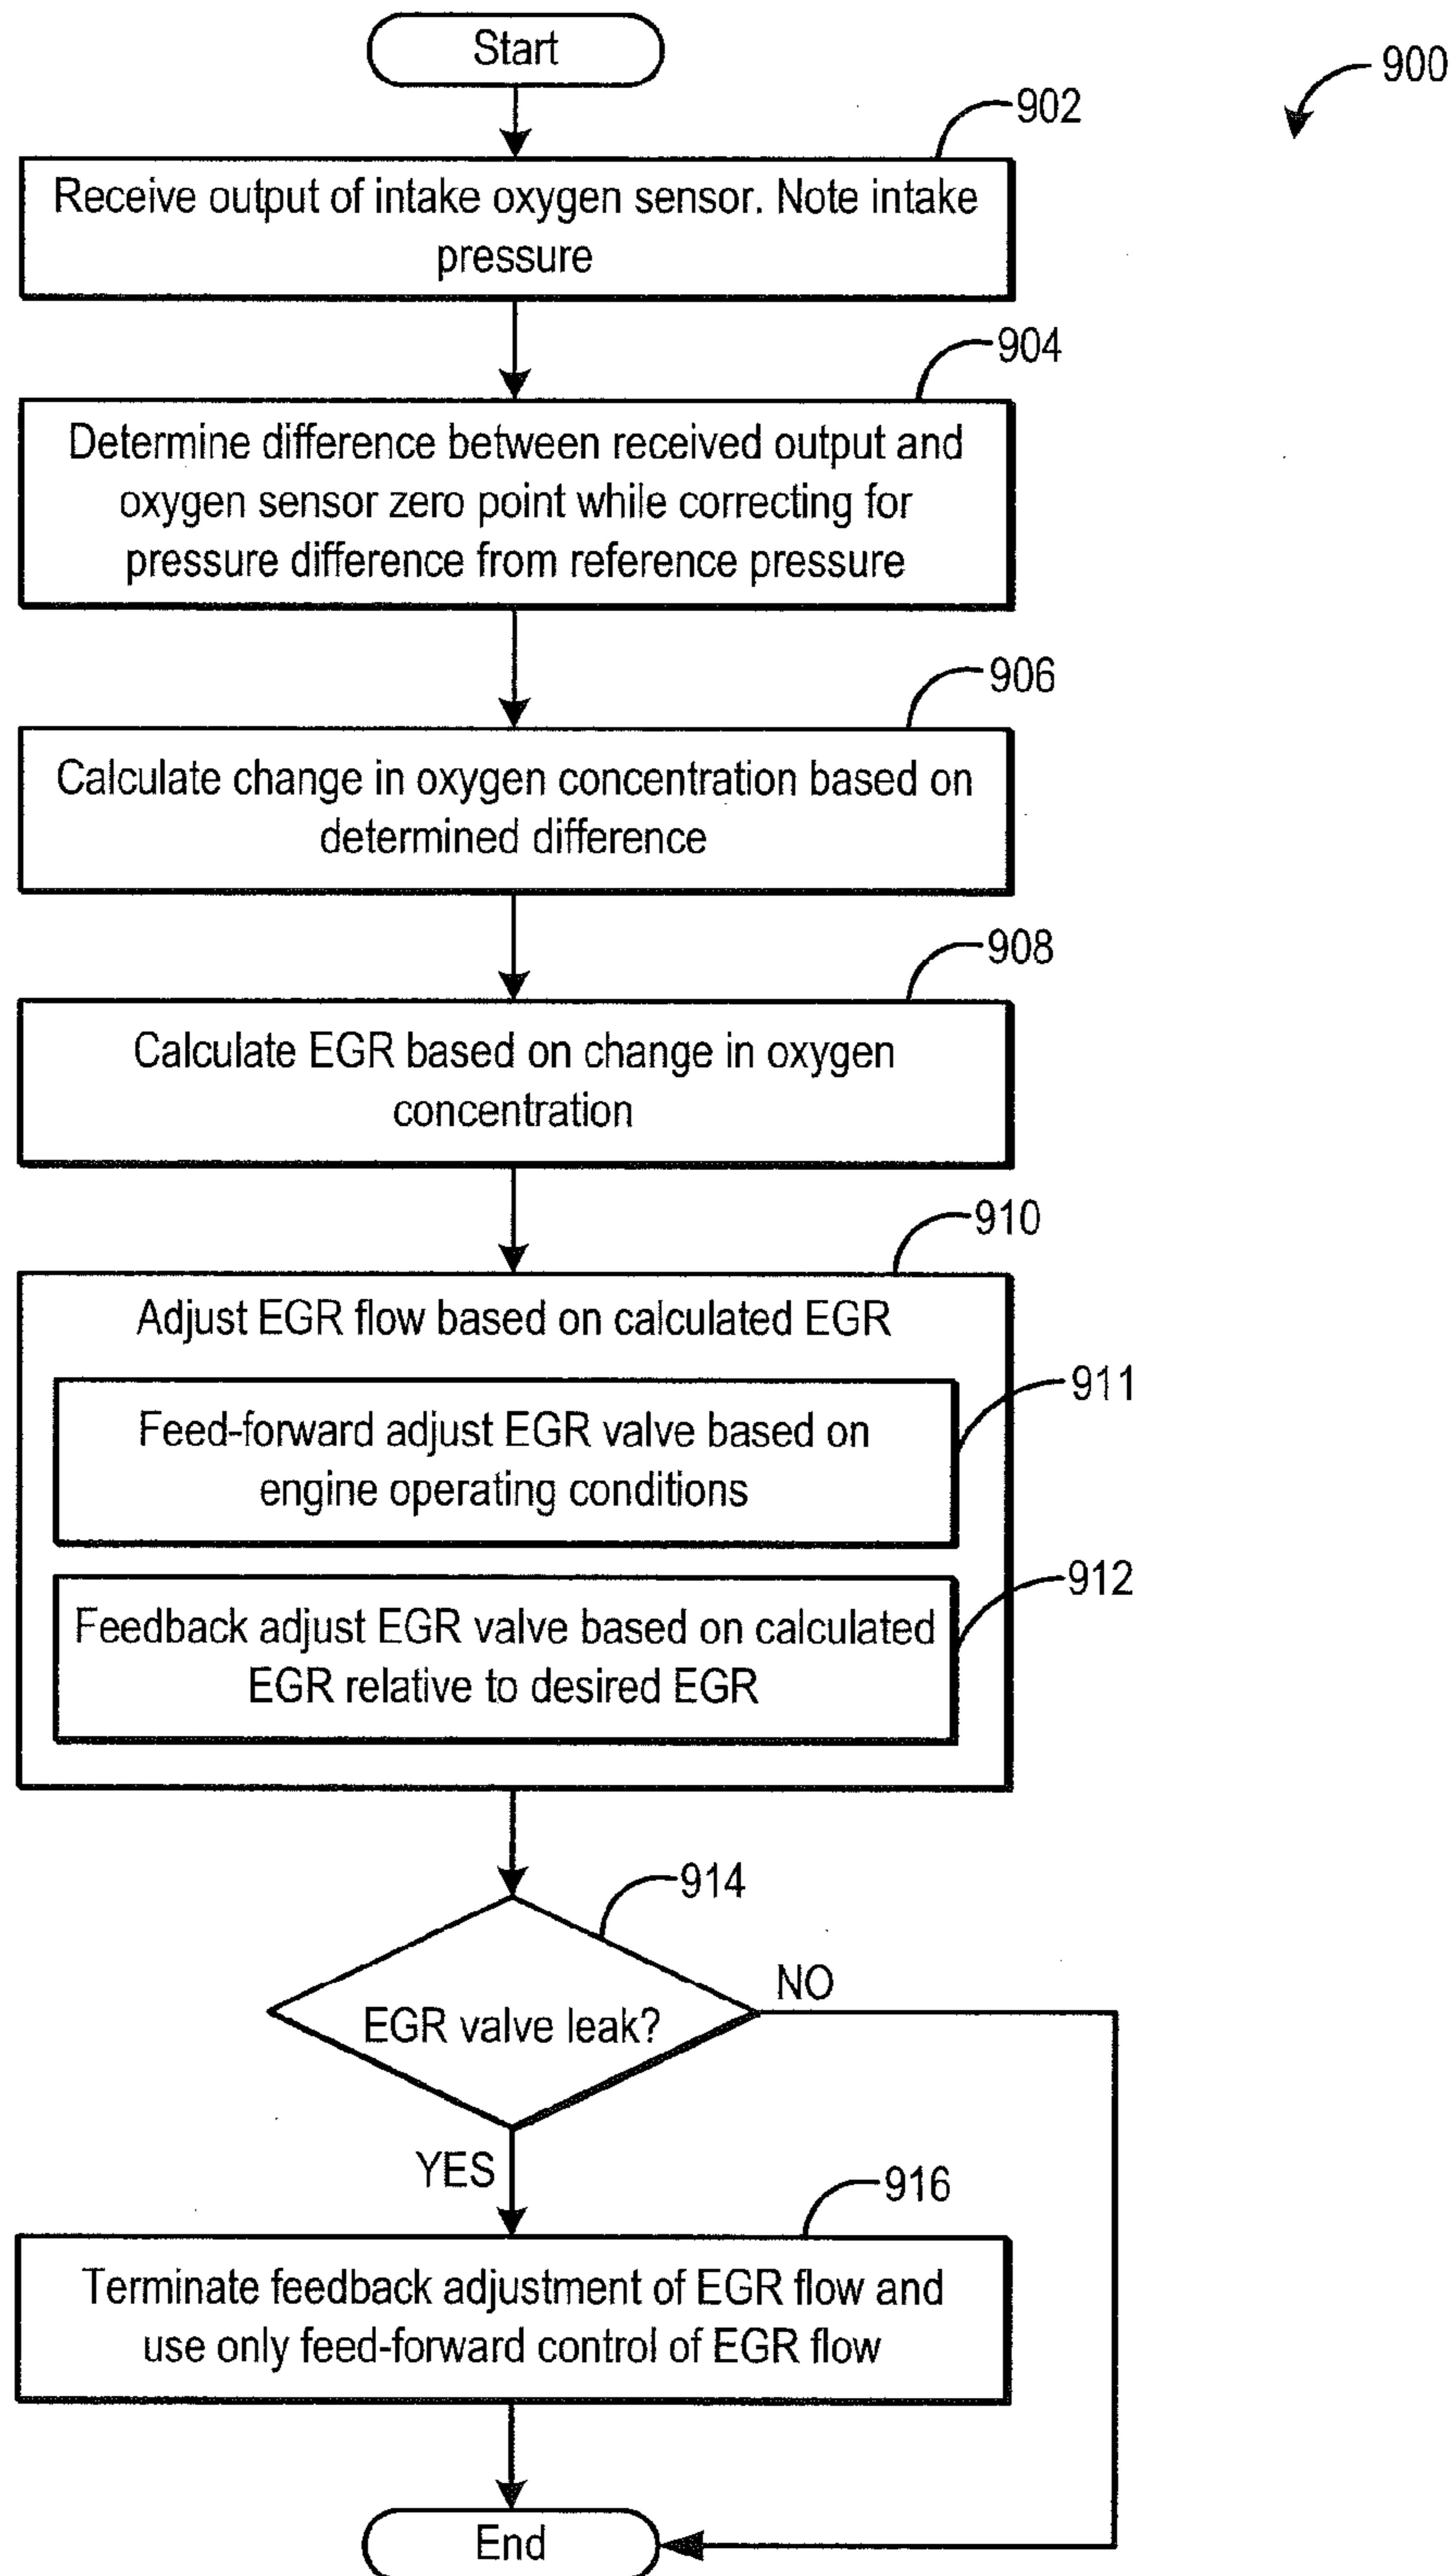 Start
900
902
Receive output of intake oxygen sensor. Note intake
pressure
904
Determine difference between received output and
oxygen sensor zero point while correcting for
pressure difference from reference pressure
906
Calculate change in oxygen concentration based on
determined difference
908
Calculate EGR based on change in oxygen
concentration
910
Adjust EGR flow based on calculated EGR
911
Feed-forward adjust EGR valve based on
engine operating conditions
912
Feedback adjust EGR valve based on calculated
EGR relative to desired EGR
914
EGR valve leak?
NO
YES
916
Terminate feedback adjustment of EGR flow and
use only feed-forward control of EGR flow
End